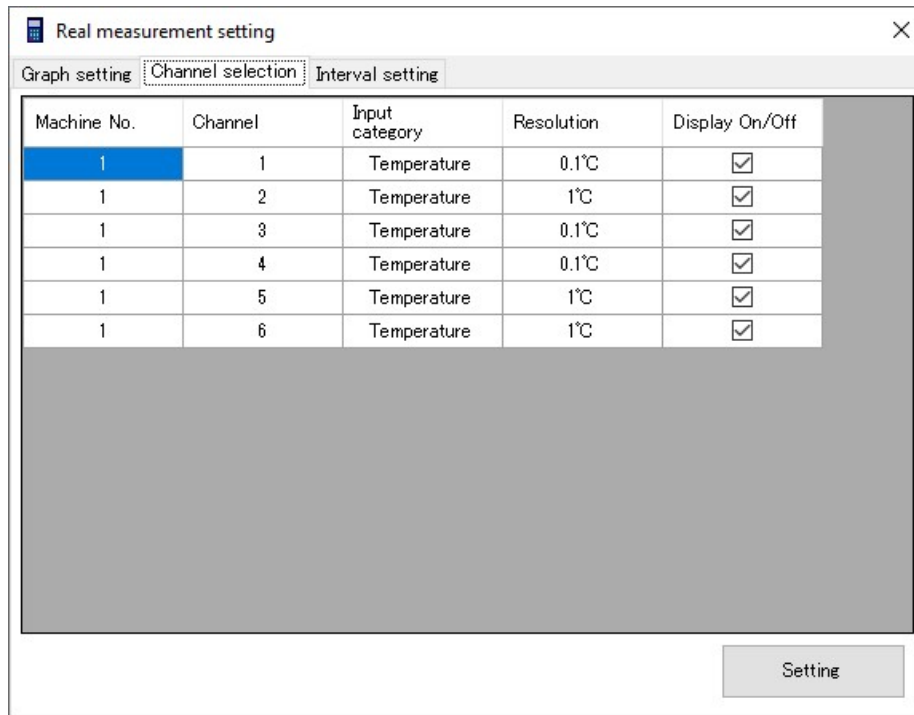 Real measurement setting
Graph setting Channel selection Interval setting
Machine No. Channel Input category Resolution Display On/Off
1 1 Temperature 0.1℃
1 2 Temperature 1℃
1 3 Temperature 0.1℃
1 4 Temperature 0.1℃
1 5 Temperature 1℃
1 6 Temperature 1℃
Setting